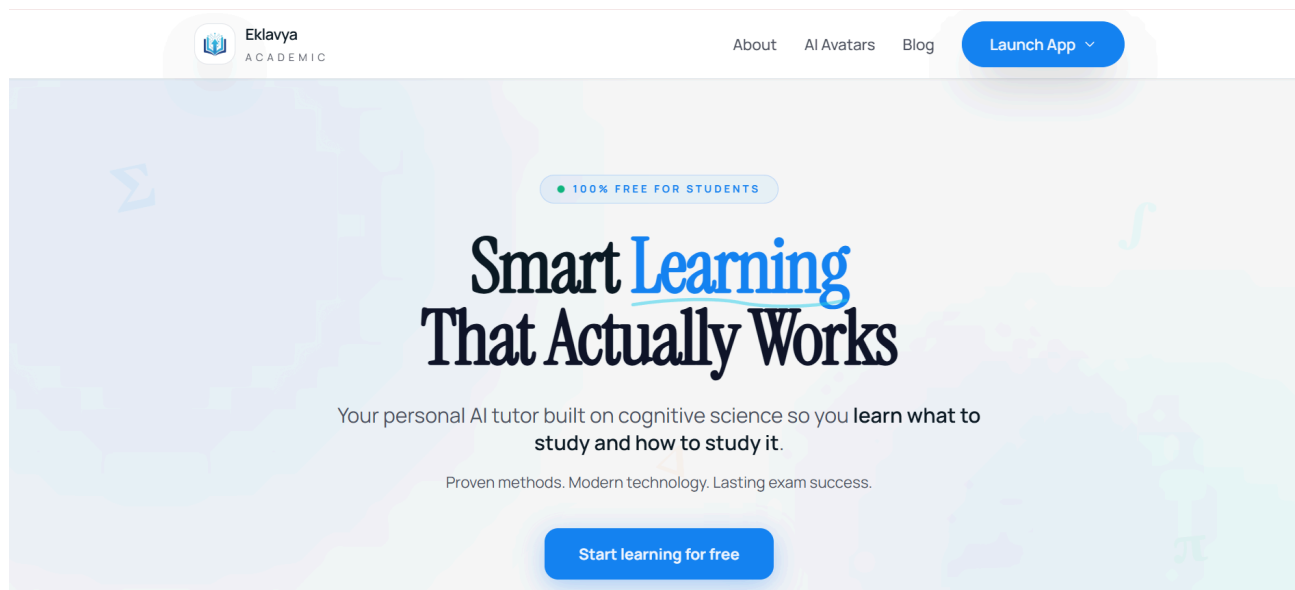 Eklavya
ACADEMIC
About
AI Avatars
Blog
Launch App
Σ
∫
100% FREE FOR STUDENTS
Smart Learning
That Actually Works
Your personal AI tutor built on cognitive science so you learn what to
study and how to study it.
Proven methods. Modern technology. Lasting exam success.
π
Start learning for free